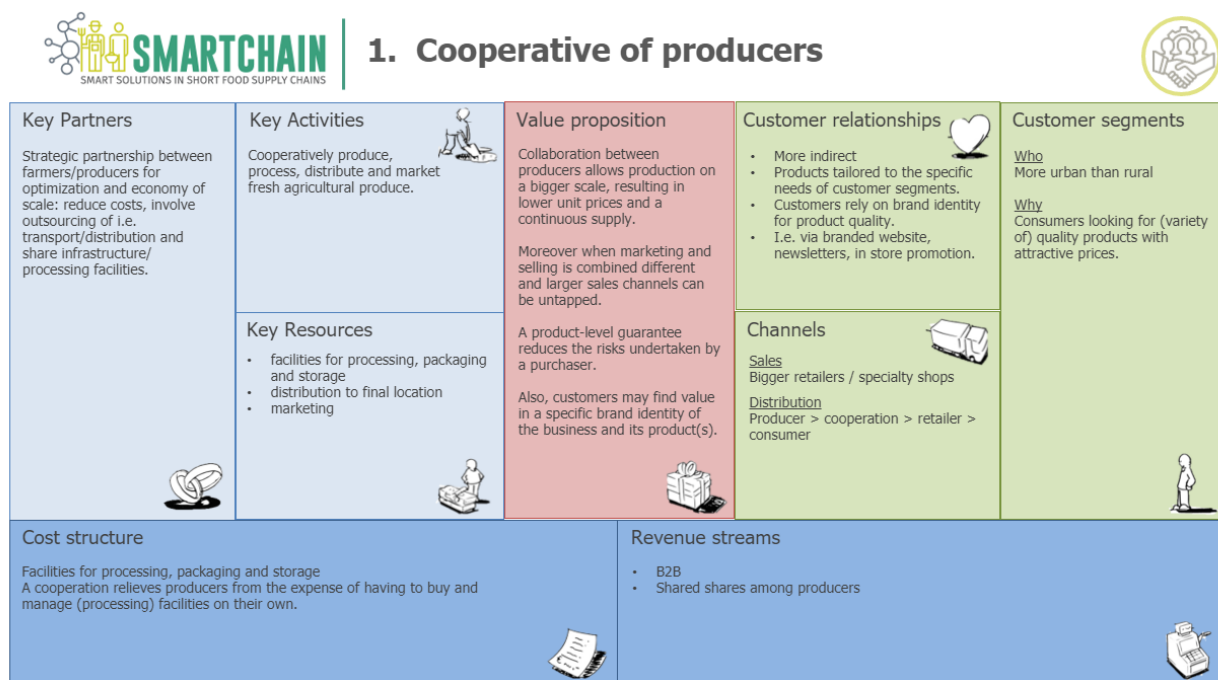 SMARTCHAIN
SMART SOLUTIONS IN SHORT FOOD SUPPLY CHAINS
1. Cooperative of producers
Key Partners
Strategic partnership between
farmers/producers for
optimization and economy of
scale: reduce costs, involve
outsourcing of i.e.
transport/distribution and
share infrastructure/
processing facilities.
Key Activities
Cooperatively produce,
process, distribute and market
fresh agricultural produce.
Key Resources
• facilities for processing, packaging
and storage
• distribution to final location
• marketing
Value proposition
Collaboration between
producers allows production on
a bigger scale, resulting in
lower unit prices and a
continuous supply.
Moreover when marketing and
selling is combined different
and larger sales channels can
be untapped.
A product-level guarantee
reduces the risks undertaken by
a purchaser.
Also, customers may find value
in a specific brand identity of
the business and its product(s).
Customer relationships
• More indirect
• Products tailored to the specific
needs of customer segments.
• Customers rely on brand identity
for product quality.
• I.e. via branded website,
newsletters, in store promotion.
Channels
Sales
Bigger retailers / specialty shops
Distribution
Producer > cooperation > retailer >
consumer
Customer segments
Who
More urban than rural
Why
Consumers looking for (variety
of) quality products with
attractive prices.
Cost structure
Facilities for processing, packaging and storage
A cooperation relieves producers from the expense of having to buy and
manage (processing) facilities on their own.
Revenue streams
• B2B
• Shared shares among producers